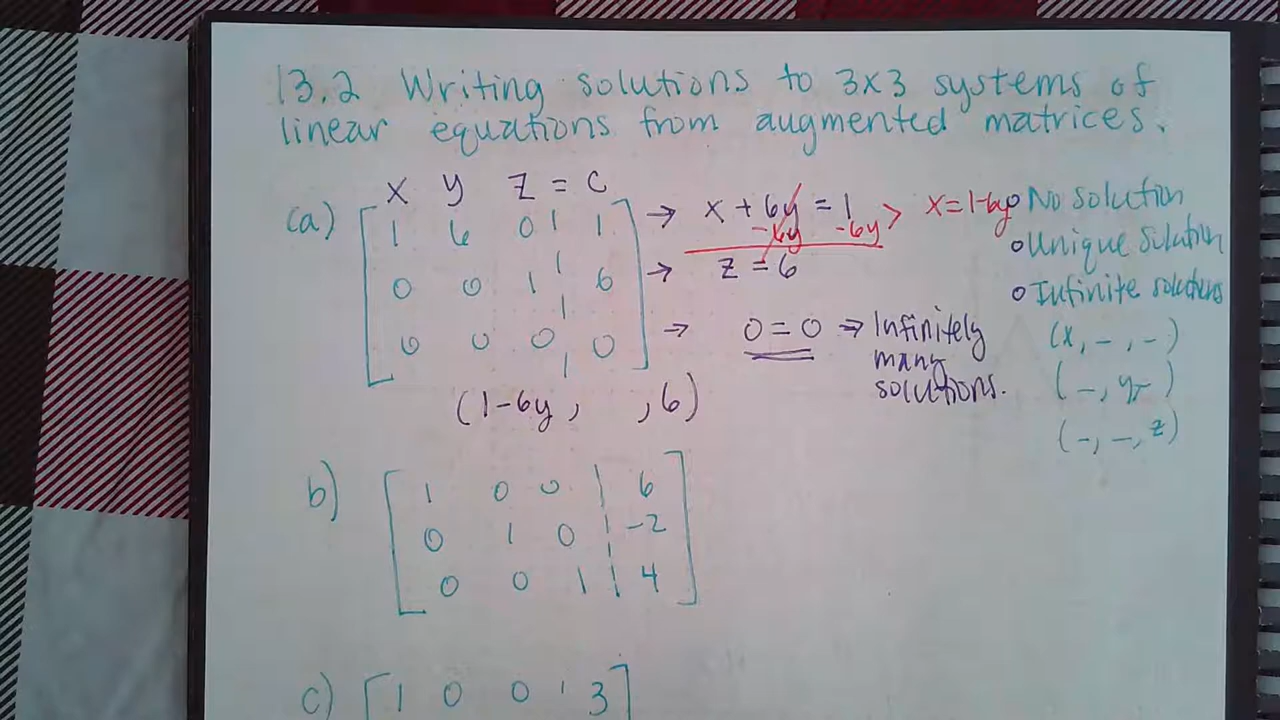 13.2 Writing solutions to 3x3 systems of
linear equations from augmented matrices.
x y z = c
(a) [ 1 6 0 | 1 ] → x + 6y = 1 > x = 1-6y
-6y -6y
[ 0 0 1 | 6 ] → z = 6
[ 0 0 0 | 0 ] → 0 = 0 → Infinitely
many
solutions.
(1-6y, , 6)
o No solution
o Unique solution
o Infinite solutions
(x, -, -)
(-, y, -)
(-, -, z)
b) [ 1 0 0 | 6 ]
[ 0 1 0 | -2 ]
[ 0 0 1 | 4 ]
c) [ 1 0 0 | 3 ]